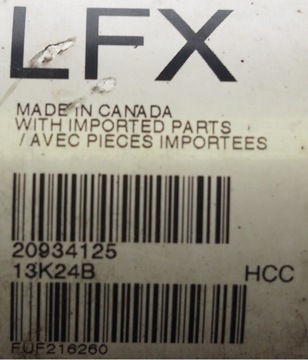 LFX
MADE IN CANADA
WITH IMPORTED PARTS
/ AVEC PIECES IMPORTEES
20934125
13K24B HCC
FUF216260